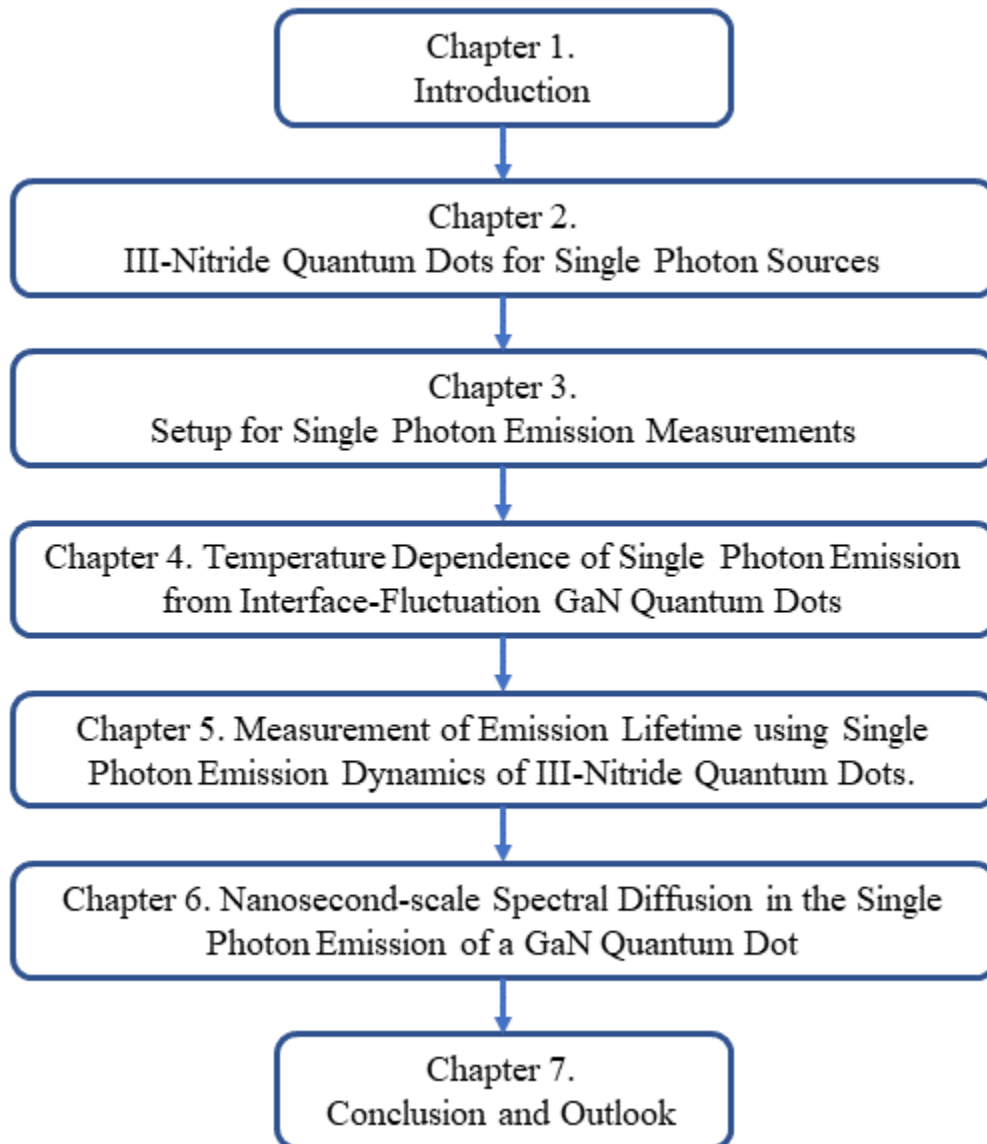 Chapter 1.
Introduction
Chapter 2.
III-Nitride Quantum Dots for Single Photon Sources
Chapter 3.
Setup for Single Photon Emission Measurements
Chapter 4. Temperature Dependence of Single Photon Emission
from Interface-Fluctuation GaN Quantum Dots
Chapter 5. Measurement of Emission Lifetime using Single
Photon Emission Dynamics of III-Nitride Quantum Dots.
Chapter 6. Nanosecond-scale Spectral Diffusion in the Single
Photon Emission of a GaN Quantum Dot
Chapter 7.
Conclusion and Outlook